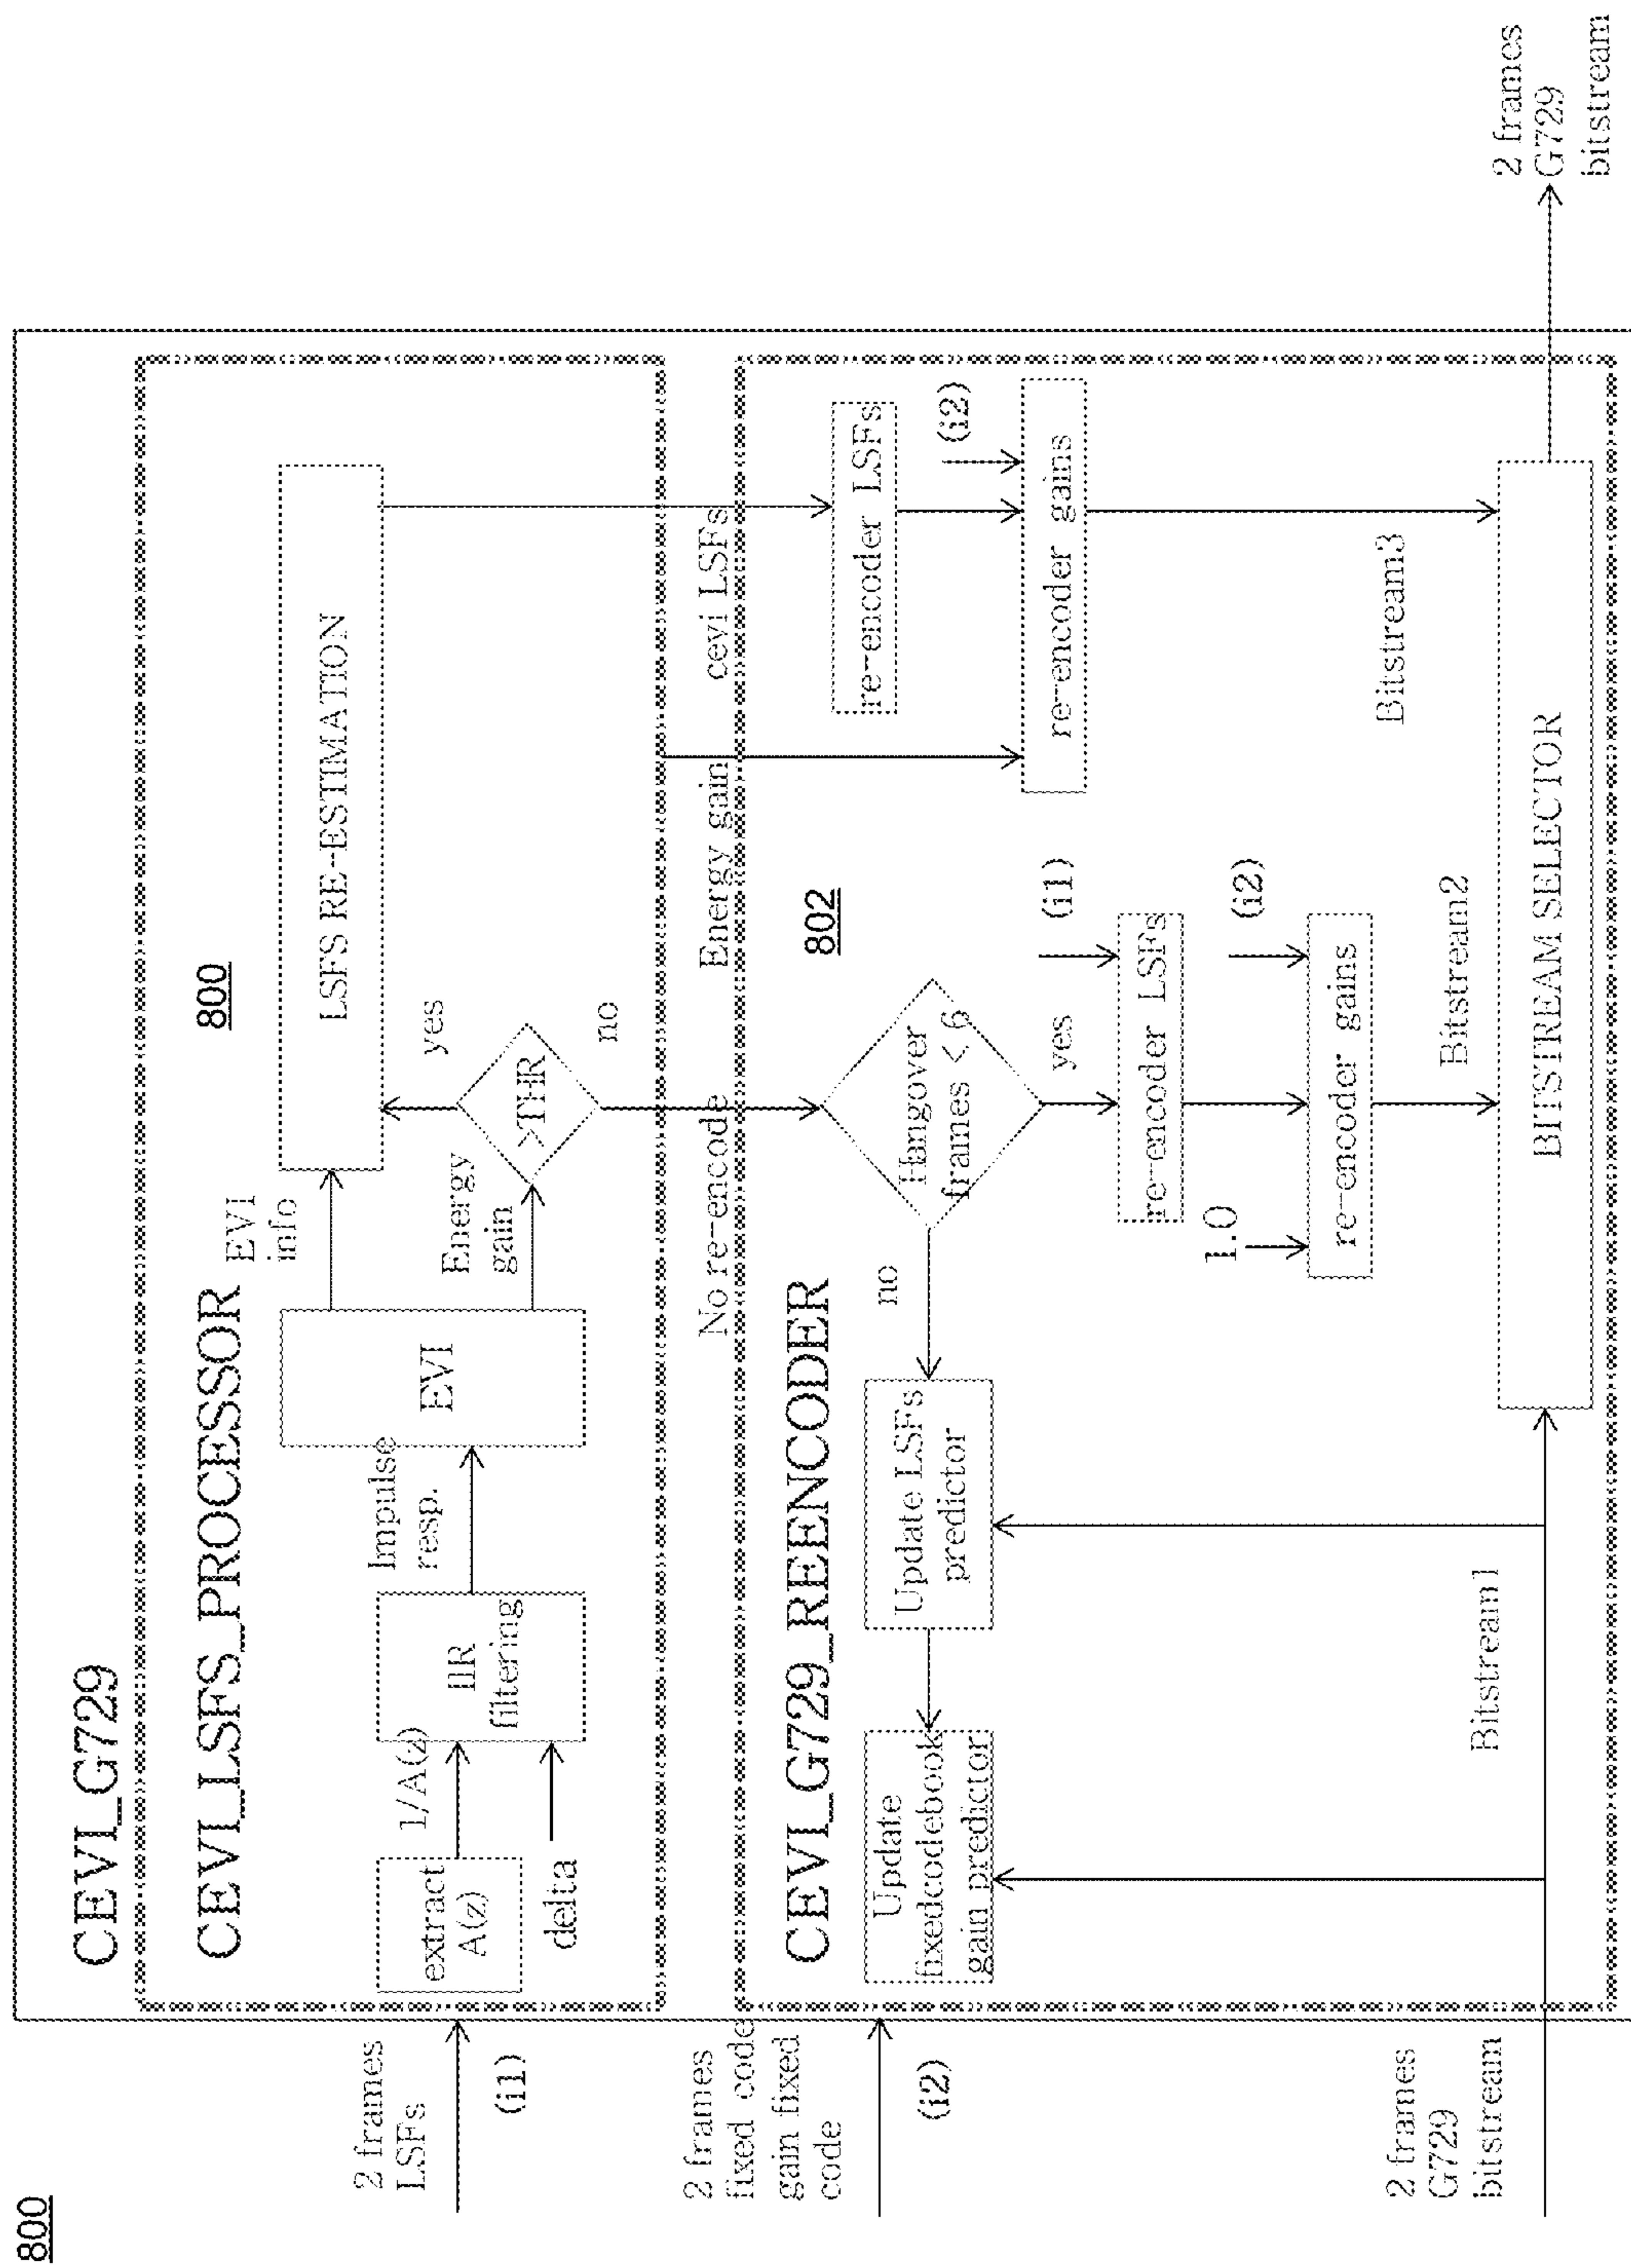 800
CEVI_G729
CEVI_LSFS_PROCESSOR
800
2 frames
LSFs
(i1)
extract
A(z)
1/A(z)
delta
IIR
filtering
Impulse
resp.
EVI
EVI
info
Energy
gain
>THR
yes
no
LSFS RE-ESTIMATION
No re-encode
Energy gain
cevi LSFs
CEVI_G729_REENCODER
802
2 frames
fixed code
gain fixed
code
(i2)
Update
fixedcodebook
gain predictor
Update LSFs
predictor
no
Hangover
frames < 6
yes
(i1)
re-encoder LSFs
1.0
(i2)
re-encoder gains
Bitstream2
re-encoder LSFs
(i2)
re-encoder gains
Bitstream3
2 frames
G729
bitstream
Bitstream1
BITSTREAM SELECTOR
2 frames
G729
bitstream